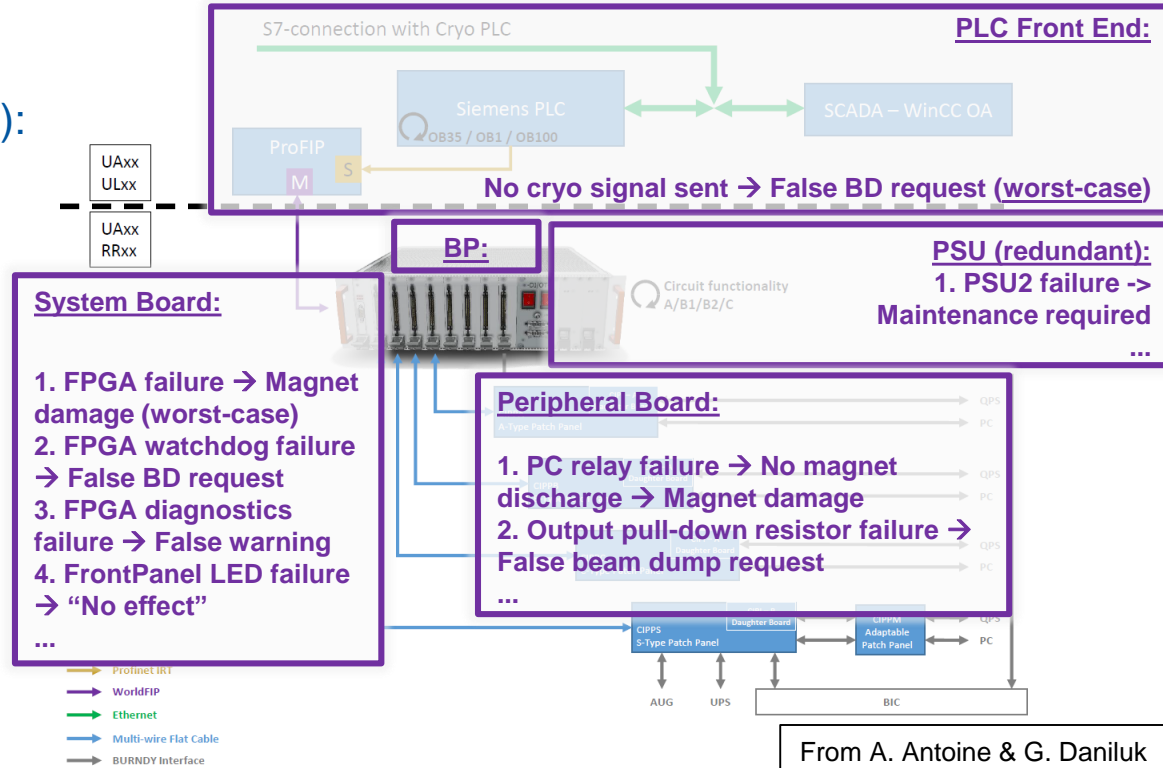 ):
S7-connection with Cryo PLC
PLC Front End:
Siemens PLC
OB35 / OB1 / OB100
SCADA – WinCC OA
ProFIP
S
M
UAxx
ULxx
No cryo signal sent → False BD request (worst-case)
UAxx
RRxx
BP:
Circuit functionality
A/B1/B2/C
PSU (redundant):
1. PSU2 failure ->
Maintenance required
...
System Board:
1. FPGA failure → Magnet
damage (worst-case)
2. FPGA watchdog failure
→ False BD request
3. FPGA diagnostics
failure → False warning
4. FrontPanel LED failure
→ “No effect”
...
Peripheral Board:
1. PC relay failure → No magnet
discharge → Magnet damage
2. Output pull-down resistor failure →
False beam dump request
...
A-Type Patch Panel
QPS
PC
Daughter Board
QPS
PC
QPS
PC
Daughter Board
CIPPS
S-Type Patch Panel
CIPPM
Adaptable
Patch Panel
QPS
PC
AUG
UPS
BIC
Profinet IRT
WorldFIP
Ethernet
Multi-wire Flat Cable
BURNDY Interface
From A. Antoine & G. Daniluk